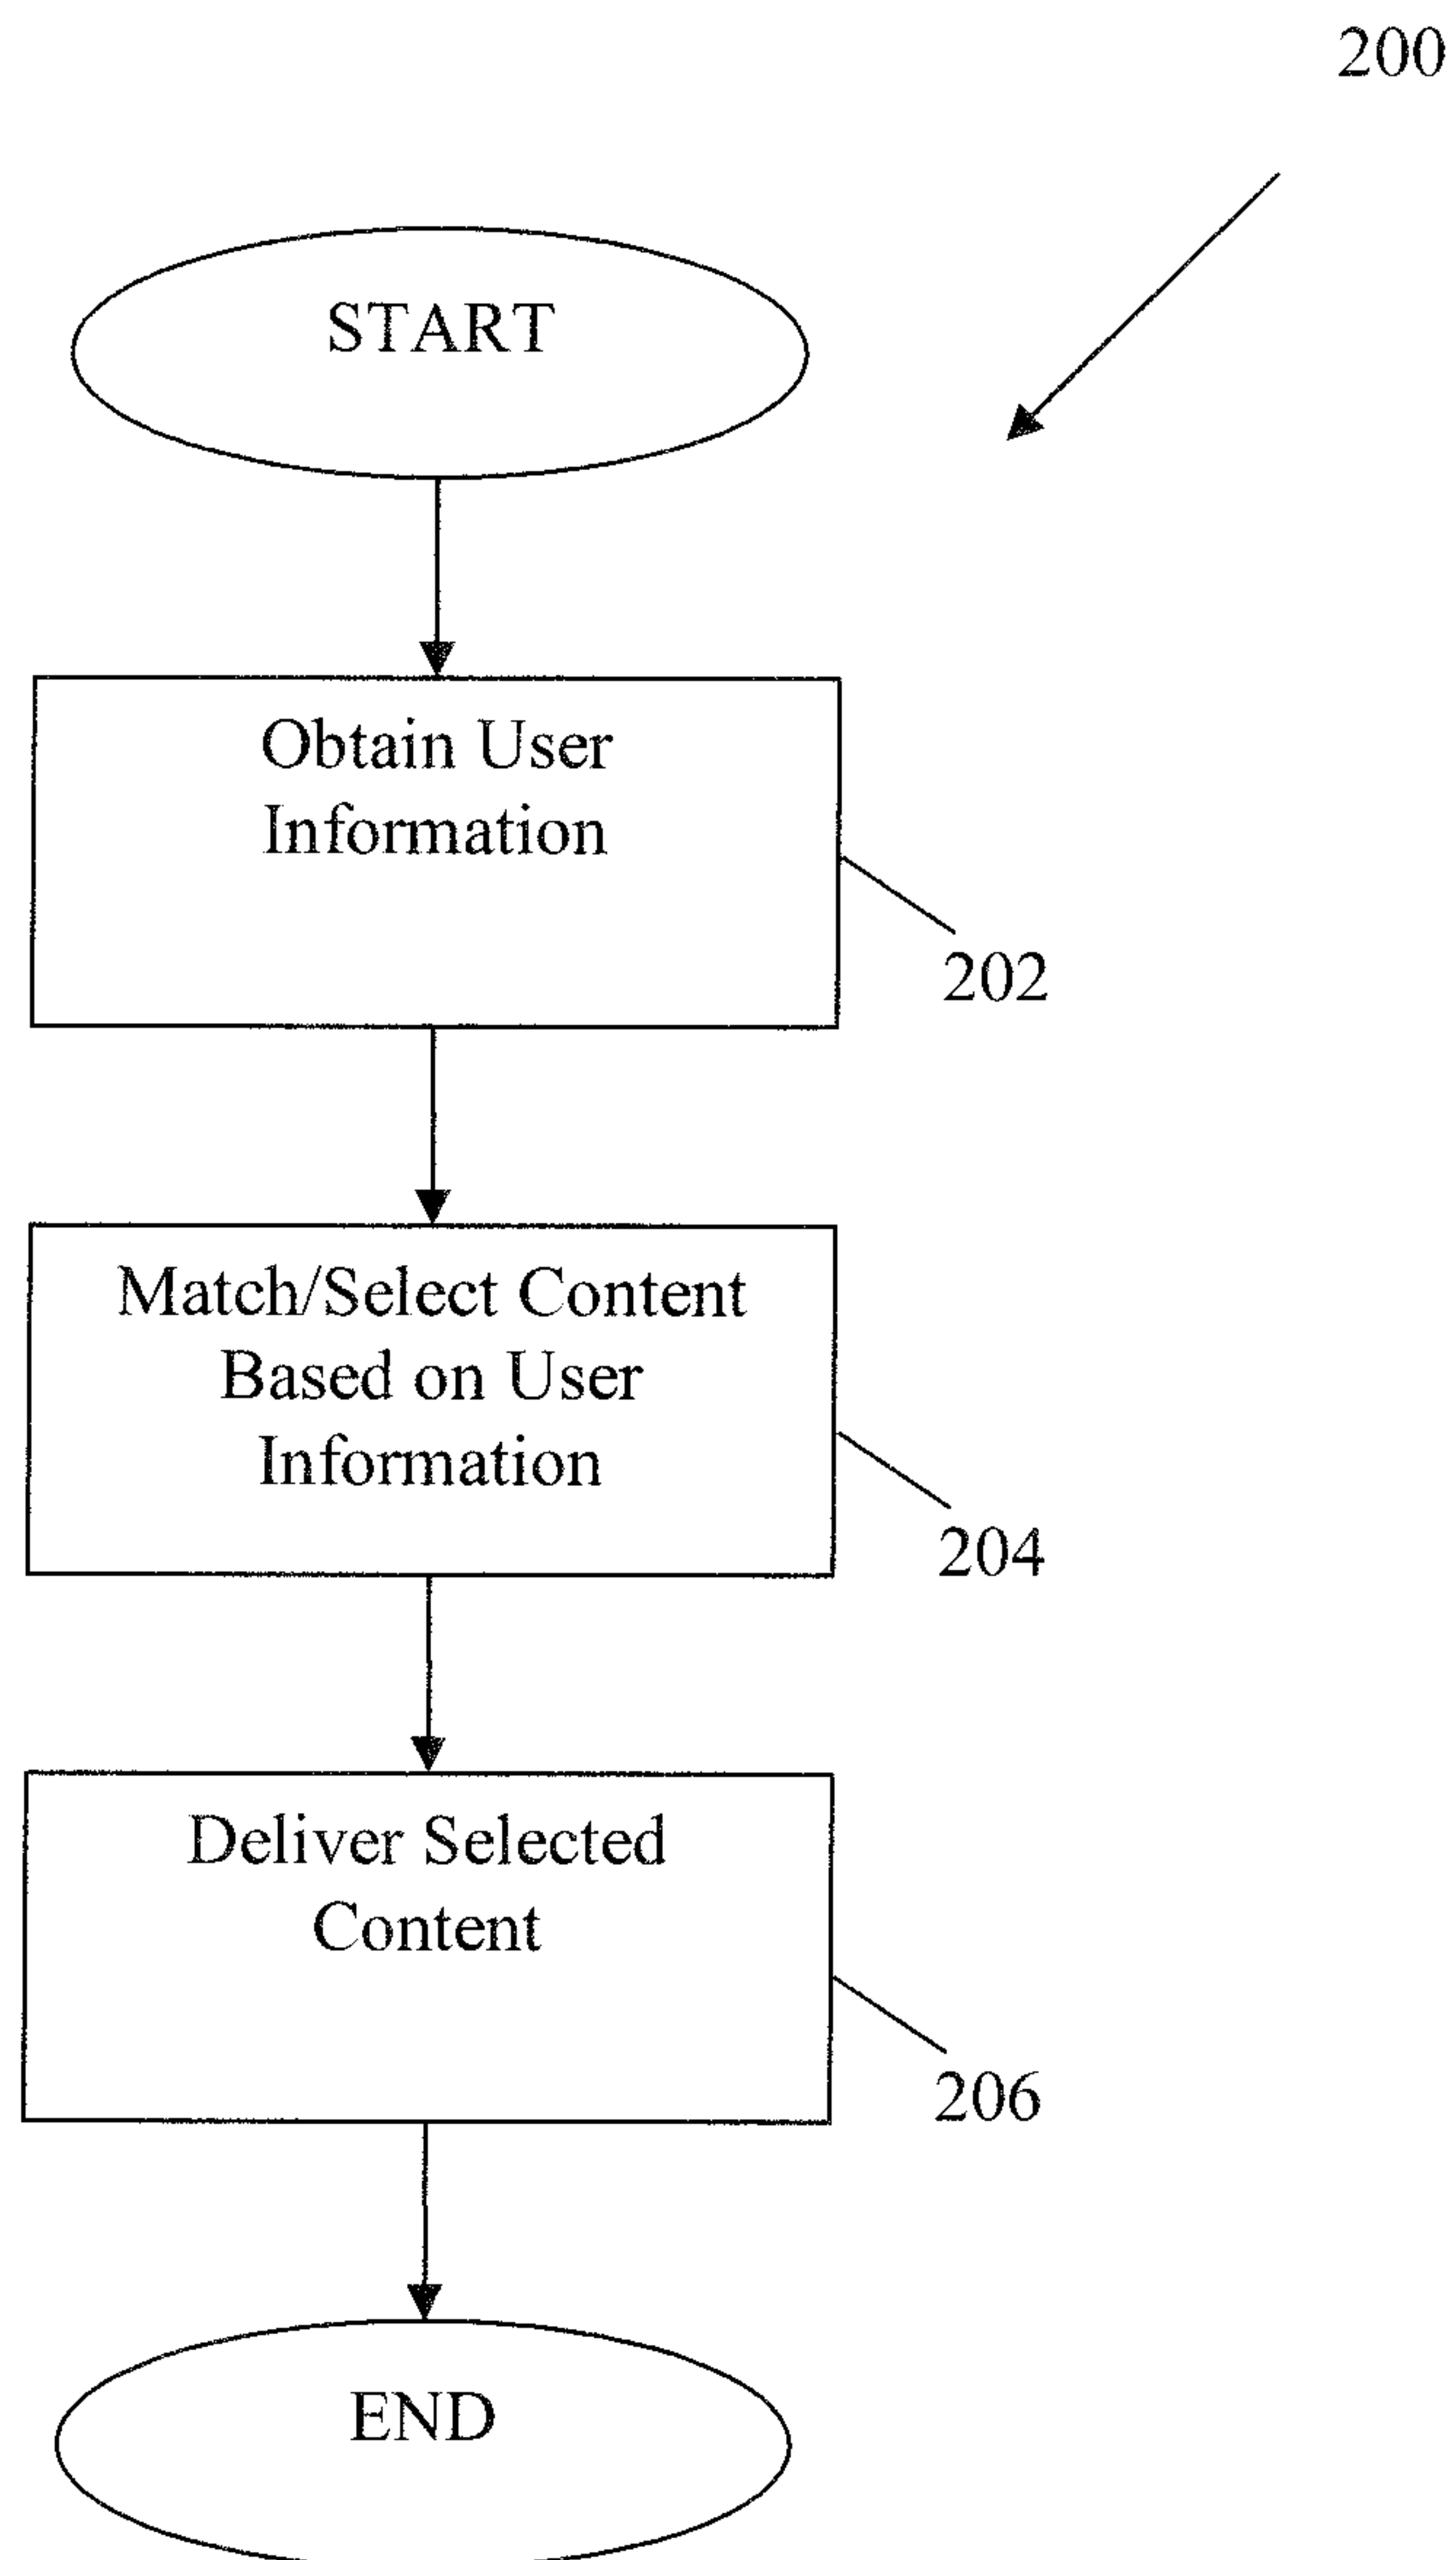 200
START
Obtain User
Information
202
Match/Select Content
Based on User
Information
204
Deliver Selected
Content
206
END